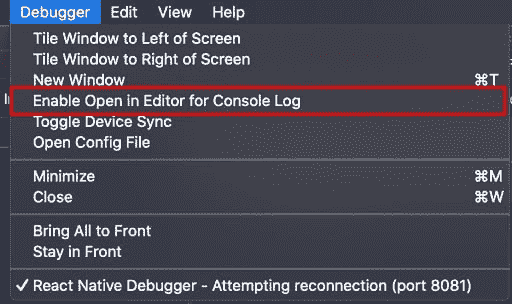 Debugger Edit View Help
Tile Window to Left of Screen
Tile Window to Right of Screen
New Window ⌘T
Enable Open in Editor for Console Log
Toggle Device Sync
Open Config File
Minimize ⌘M
Close ⌘W
Bring All to Front
Stay in Front
✓ React Native Debugger - Attempting reconnection (port 8081)